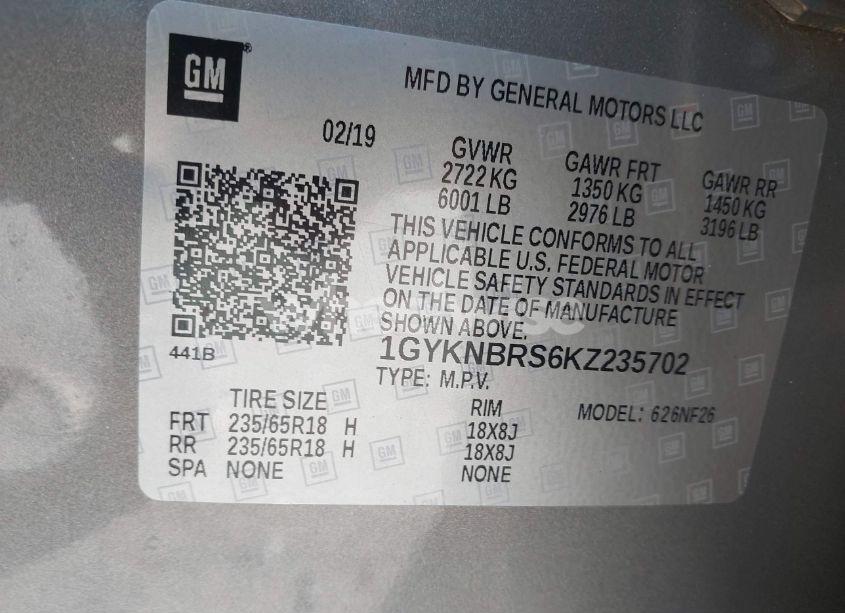 GM
MFD BY GENERAL MOTORS LLC
02/19
GVWR
2722 KG
6001 LB
GAWR FRT
1350 KG
2976 LB
GAWR RR
1450 KG
3196 LB
THIS VEHICLE CONFORMS TO ALL
APPLICABLE U.S. FEDERAL MOTOR
VEHICLE SAFETY STANDARDS IN EFFECT
ON THE DATE OF MANUFACTURE
SHOWN ABOVE.
441B
1GYKNBRS6KZ235702
TYPE: M.P.V.
MODEL: 626NF26
TIRE SIZE
RIM
FRT 235/65R18 H 18X8J
RR 235/65R18 H 18X8J
SPA NONE NONE